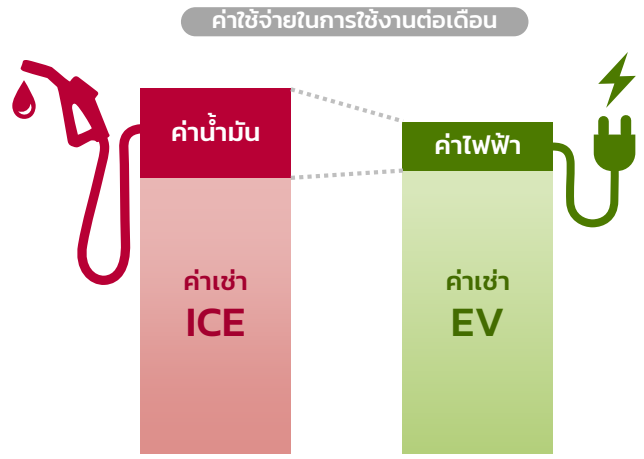 ค่าใช้จ่ายในการใช้งานต่อเดือน
ค่าน้ำมัน
ค่าไฟฟ้า
ค่าเช่า
ICE
ค่าเช่า
EV